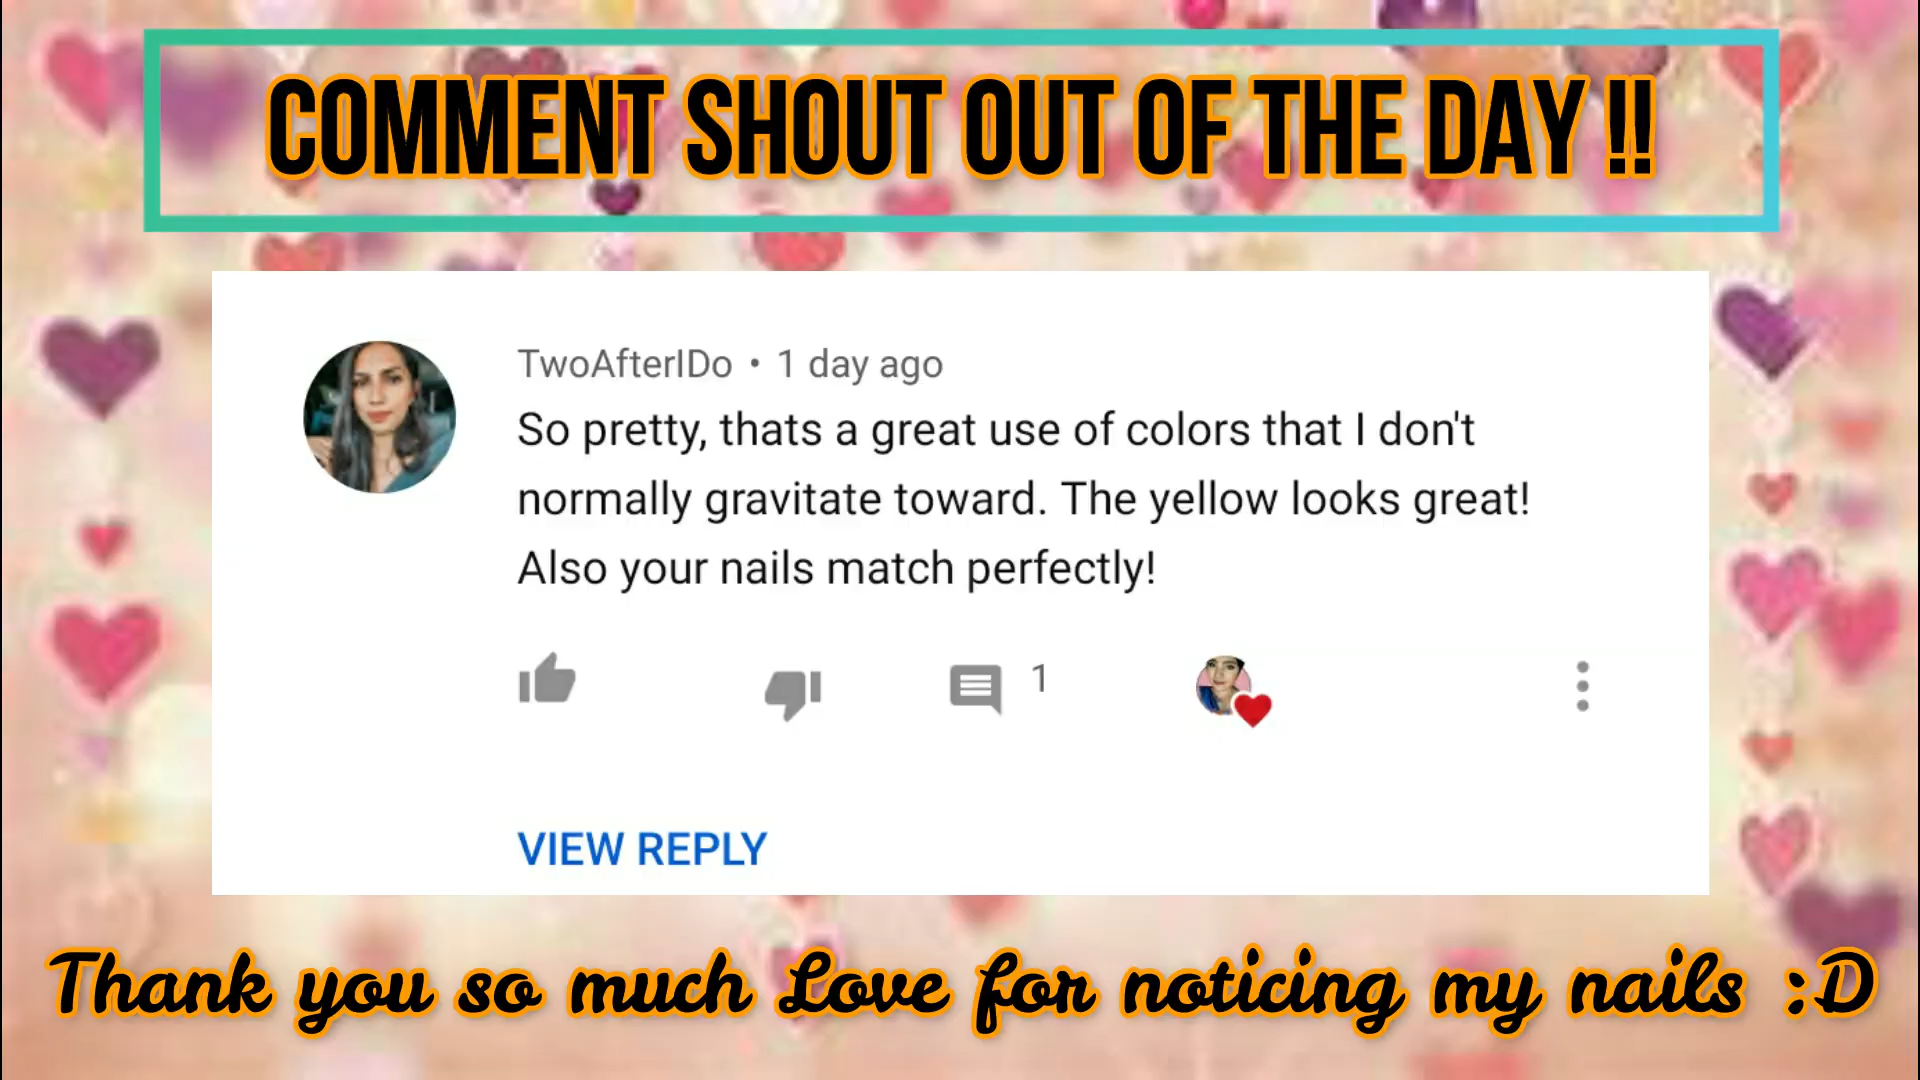 COMMENT SHOUT OUT OF THE DAY !!
TwoAfterIDo • 1 day ago
So pretty, thats a great use of colors that I don't
normally gravitate toward. The yellow looks great!
Also your nails match perfectly!
1
VIEW REPLY
Thank you so much Love for noticing my nails :D